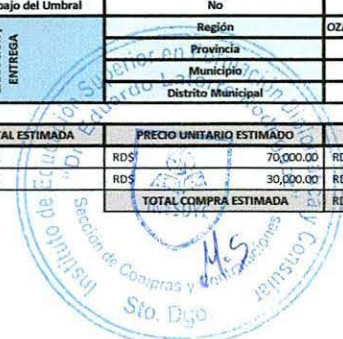 bajo del Umbral No
ENTREGA
Región OZ
Provincia
Municipio
Distrito Municipal
AL ESTIMADA PRECIO UNITARIO ESTIMADO
RD$ 70,000.00 RD
RD$ 30,000.00 RD
TOTAL COMPRA ESTIMADA RD
Instituto de Educación Superior en Formación Diplomática y Consular
"Dr. Eduardo Latorre Rodríguez"
Sección de Compras y Contrataciones
Sto. Dgo.
M.S